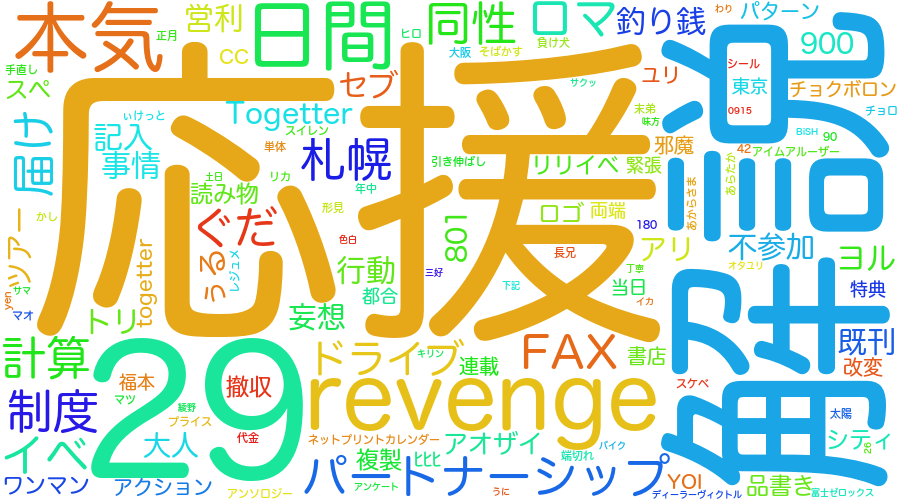 本気
営利
日間
同性
ロマ
釣り銭
わり
パターン
正月
CC
ヒロ
大阪
そばかす
負け犬
900
手直し
スペ
セブ
サクッ
ユリ
シール
東京
チョクボロン
届け
応援
Togetter
ぃけっと
スイレン
記入
事情
単体
札幌
未弟
味方
0915
チョロ
BiSH
90
邪魔
42
アイムアルーザー
引き伸ばし
リリイベ
緊張
あらたか
土日
リカ
年中
読み物
かし
ツアー
ぐだ
形見
801
ロゴ
両端
あからさま
180
不参加
ヨル
うる
レジュメ
色白
長兄
アリ
オタユリ
togetter
行動
三好
丁寧
サマ
yen
都合
下記
当日
イカ
特典
マオ
トリ
妄想
解釈
既刊
計算
29
ドライブ
キリン
連載
FAX
書店
改変
福本
撤収
スケベ
制度
マツ
綾野
プライス
revenge
太陽
代金
ネットプリントカレンダー
アオザイ
バイク
シティ
26
イベ
大人
複製
ヒヒ
端切れ
ワンマン
アクション
アンソロジー
パートナーシップ
アンケート
うに
YOI
品書き
ディーラーヴィクトル
富士ゼロックス